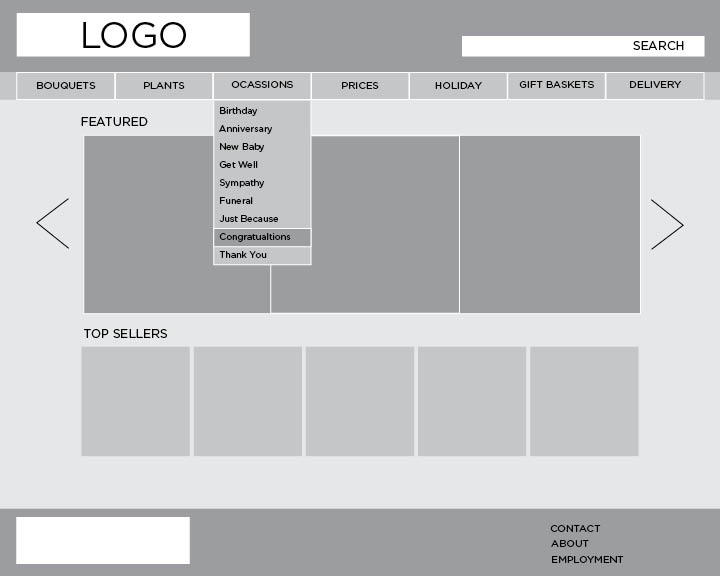 LOGO
SEARCH
BOUQUETS
PLANTS
OCASSIONS
PRICES
HOLIDAY
GIFT BASKETS
DELIVERY
Birthday
Anniversary
New Baby
Get Well
Sympathy
Funeral
Just Because
Congratualtions
Thank You
FEATURED
TOP SELLERS
CONTACT
ABOUT
EMPLOYMENT